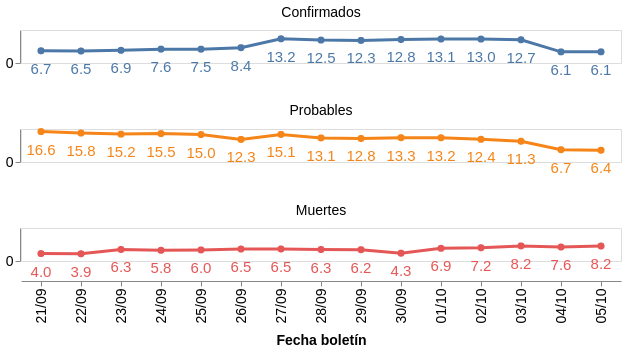 Confirmados
0
6.7 6.5 6.9 7.6 7.5 8.4 13.2 12.5 12.3 12.8 13.1 13.0 12.7 6.1 6.1
Probables
0
16.6 15.8 15.2 15.5 15.0 12.3 15.1 13.1 12.8 13.3 13.2 12.4 11.3 6.7 6.4
Muertes
0
4.0 3.9 6.3 5.8 6.0 6.5 6.5 6.3 6.2 4.3 6.9 7.2 8.2 7.6 8.2
21/09 22/09 23/09 24/09 25/09 26/09 27/09 28/09 29/09 30/09 01/10 02/10 03/10 04/10 05/10
Fecha boletín